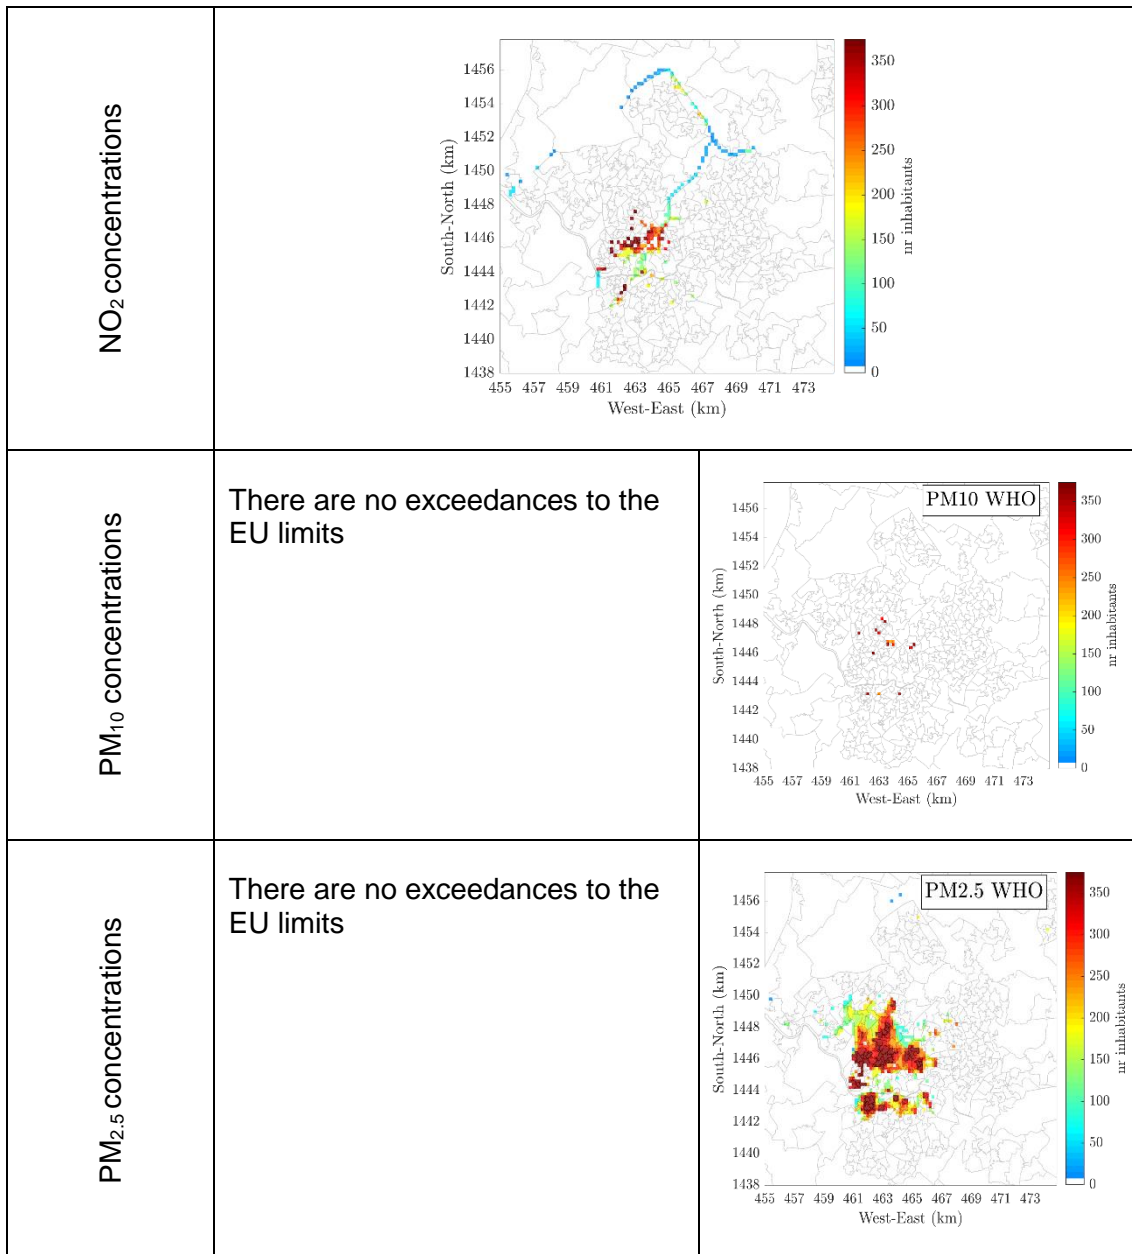 NO2 concentrations
1456
1454
1452
1450
1448
1446
1444
1442
1440
1438
South-North (km)
455 457 459 461 463 465 467 469 471 473
West-East (km)
350
300
250
200
150
100
50
0
nr inhabitants
PM10 concentrations
There are no exceedances to the
EU limits
PM10 WHO
1456
1454
1452
1450
1448
1446
1444
1442
1440
1438
South-North (km)
455 457 459 461 463 465 467 469 471 473
West-East (km)
350
300
250
200
150
100
50
0
nr inhabitants
PM2.5 concentrations
There are no exceedances to the
EU limits
PM2.5 WHO
1456
1454
1452
1450
1448
1446
1444
1442
1440
1438
South-North (km)
455 457 459 461 463 465 467 469 471 473
West-East (km)
350
300
250
200
150
100
50
0
nr inhabitants